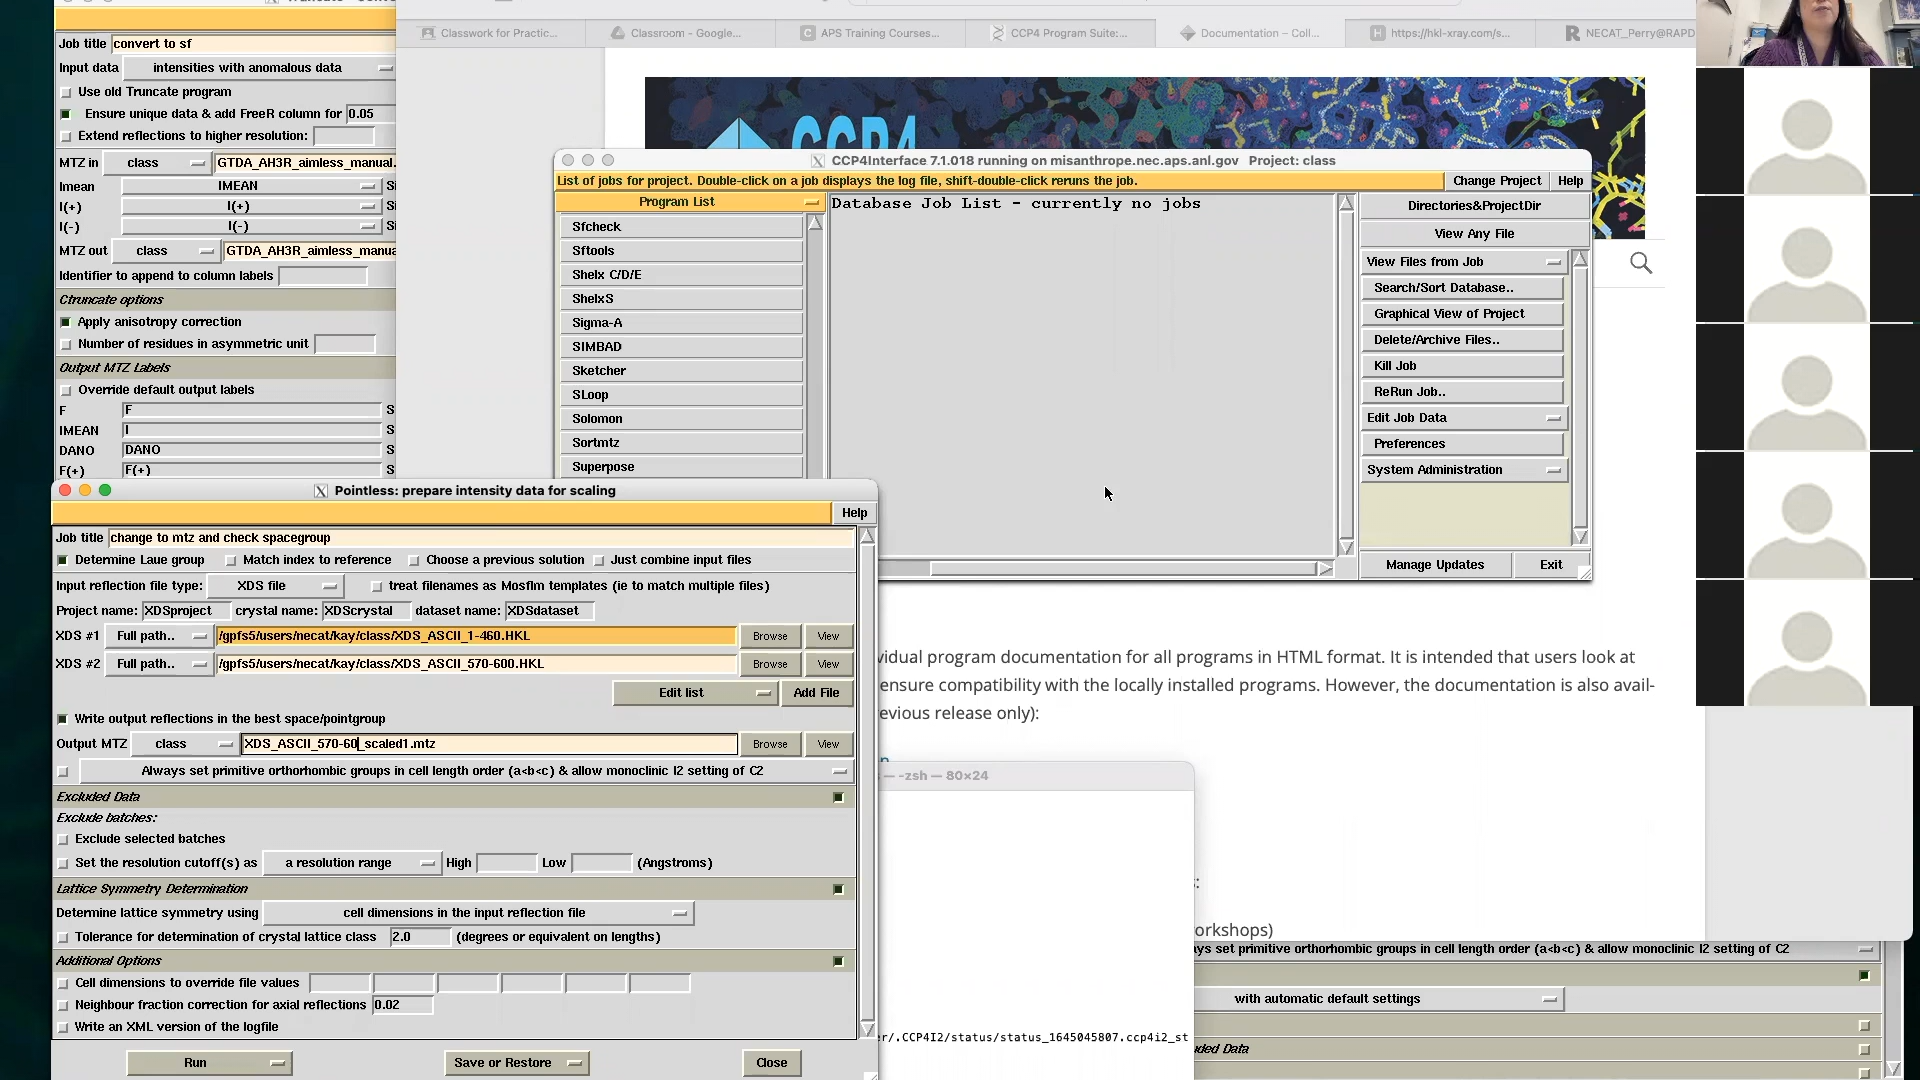 Job title convert to sf
Input data intensities with anomalous data
Use old Truncate program
Ensure unique data & add FreeR column for 0.05
Extend reflections to higher resolution:
MTZ in class GTDA_AH3R_aimless_manual.
Imean IMEAN Si
I(+) I(+) Si
I(-) I(-) Si
MTZ out class GTDA_AH3R_aimless_manua
Identifier to append to column labels
Ctruncate options
Apply anisotropy correction
Number of residues in asymmetric unit
Output MTZ Labels
Override default output labels
F F S
IMEAN I S
DANO DANO S
F(+) F(+) S
Classwork for Practic...
Classroom - Google...
APS Training Courses...
CCP4 Program Suite:...
Documentation – Coll...
https://hkl-xray.com/s...
NECAT_Perry@RAPD
CCP4
CCP4Interface 7.1.018 running on misanthrope.nec.aps.anl.gov Project: class
List of jobs for project. Double-click on a job displays the log file, shift-double-click reruns the job.
Change Project
Help
Program List
Sfcheck
Sftools
Shelx C/D/E
ShelxS
Sigma-A
SIMBAD
Sketcher
SLoop
Solomon
Sortmtz
Superpose
Database Job List - currently no jobs
Directories&ProjectDir
View Any File
View Files from Job
Search/Sort Database..
Graphical View of Project
Delete/Archive Files..
Kill Job
ReRun Job..
Edit Job Data
Preferences
System Administration
Manage Updates
Exit
Pointless: prepare intensity data for scaling
Help
Job title change to mtz and check spacegroup
Determine Laue group Match index to reference Choose a previous solution Just combine input files
Input reflection file type: XDS file treat filenames as Mosflm templates (ie to match multiple files)
Project name: XDSproject crystal name: XDScrystal dataset name: XDSdataset
XDS #1 Full path.. /gpfs5/users/necat/kay/class/XDS_ASCII_1-460.HKL Browse View
XDS #2 Full path.. /gpfs5/users/necat/kay/class/XDS_ASCII_570-600.HKL Browse View
Edit list Add File
Write output reflections in the best space/pointgroup
Output MTZ class XDS_ASCII_570-60_scaled1.mtz Browse View
Always set primitive orthorhombic groups in cell length order (a<b<c) & allow monoclinic I2 setting of C2
Excluded Data
Exclude batches:
Exclude selected batches
Set the resolution cutoff(s) as a resolution range High Low (Angstroms)
Lattice Symmetry Determination
Determine lattice symmetry using cell dimensions in the input reflection file
Tolerance for determination of crystal lattice class 2.0 (degrees or equivalent on lengths)
Additional Options
Cell dimensions to override file values
Neighbour fraction correction for axial reflections 0.02
Write an XML version of the logfile
Run
Save or Restore
Close
vidual program documentation for all programs in HTML format. It is intended that users look at
ensure compatibility with the locally installed programs. However, the documentation is also avail-
evious release only):
— -zsh — 80×24
s:
orkshops)
er/.CCP4I2/status/status_1645045807.ccp4i2_st
ays set primitive orthorhombic groups in cell length order (a<b<c) & allow monoclinic I2 setting of C2
with automatic default settings
ded Data